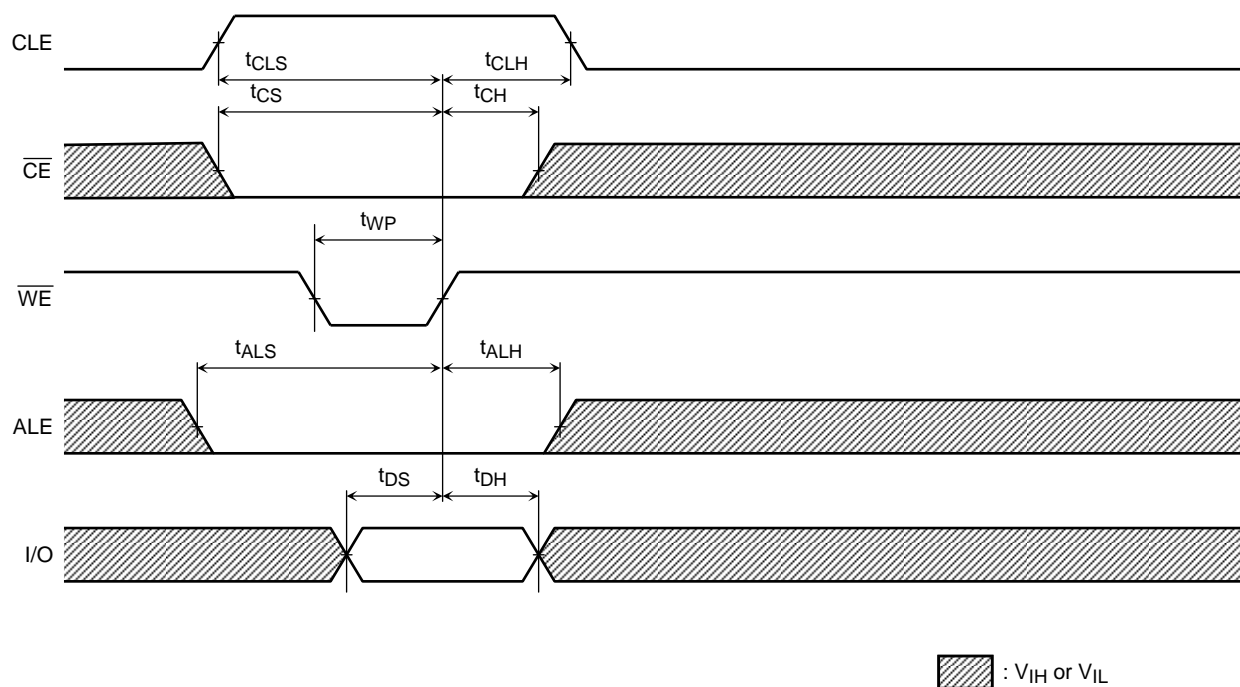 CLE
tCLS
tCLH
tCS
tCH
CE
tWP
WE
tALS
tALH
ALE
tDS
tDH
I/O
: VIH or VIL